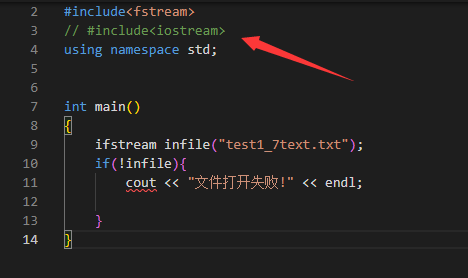 2 #include<fstream>
3 // #include<iostream>
4 using namespace std;
5
6
7 int main()
8 {
9 ifstream infile("test1_7text.txt");
10 if(!infile){
11 cout << "文件打开失败!" << endl;
12
13 }
14 }